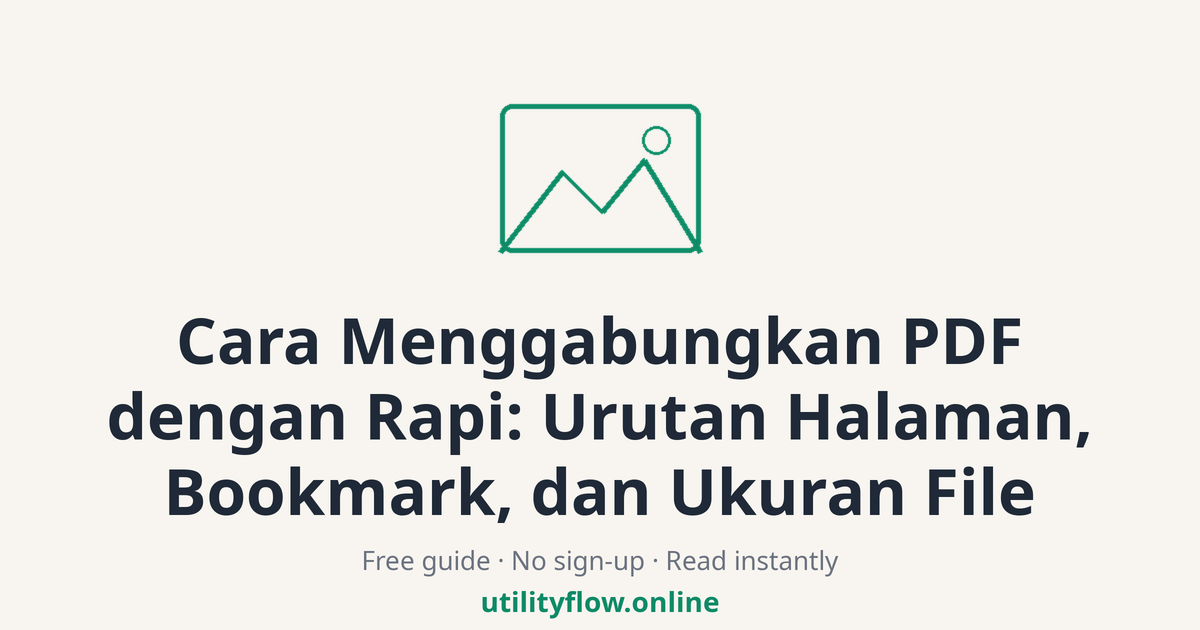 Cara Menggabungkan PDF
dengan Rapi: Urutan Halaman,
Bookmark, dan Ukuran File
Free guide · No sign-up · Read instantly
utilityflow.online